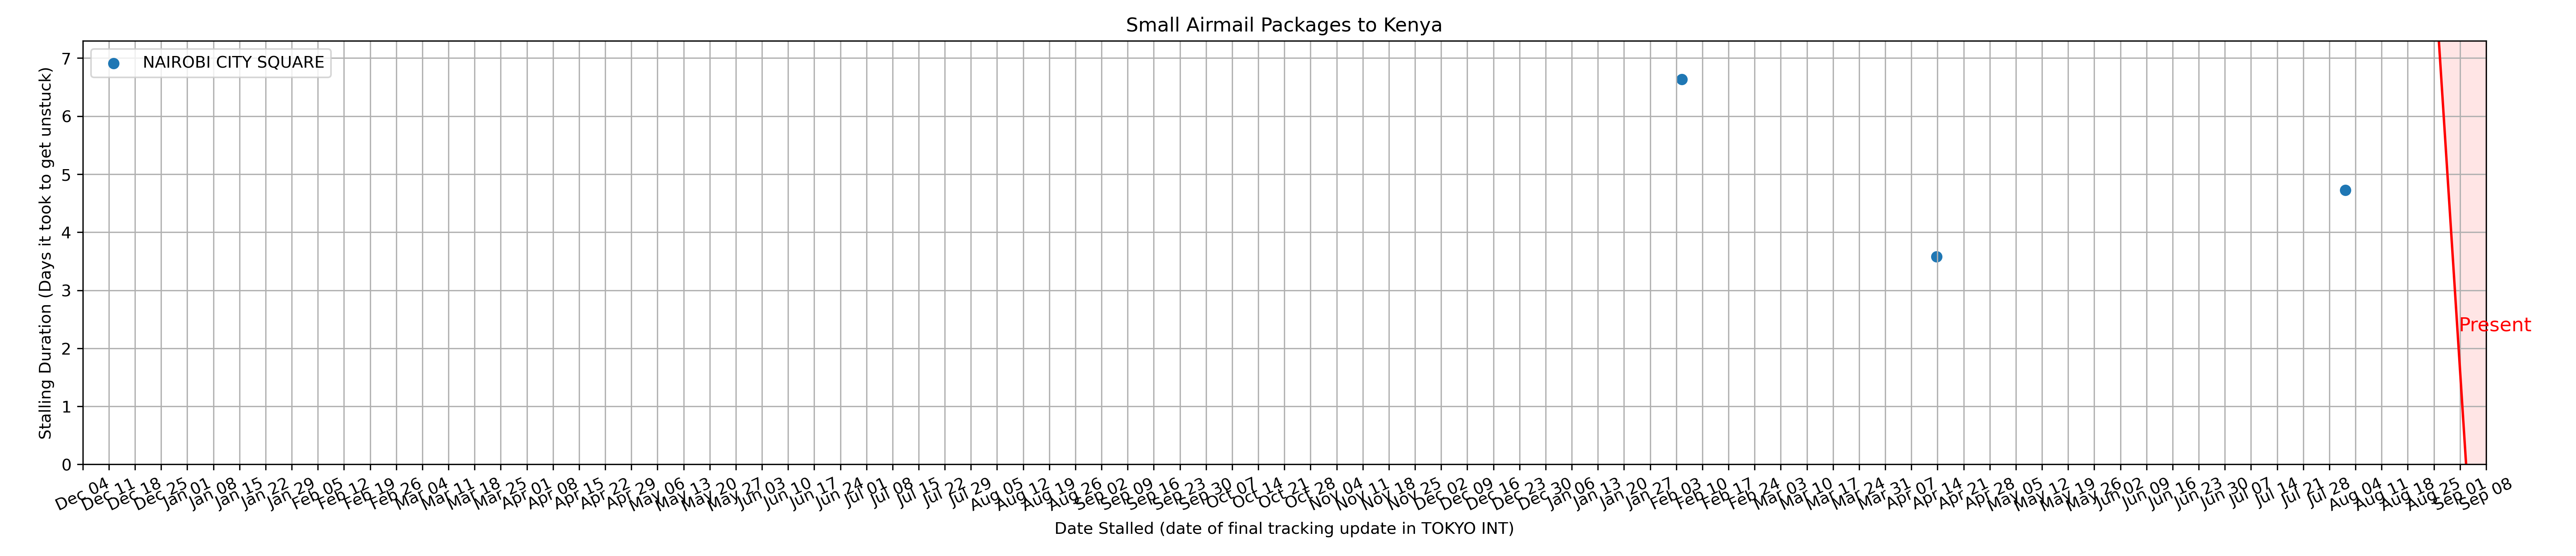 Small Airmail Packages to Kenya
NAIROBI CITY SQUARE
Stalling Duration (Days it took to get unstuck)
7
6
5
4
3
2
1
0
Present
Dec 04
Dec 11
Dec 18
Dec 25
Jan 01
Jan 08
Jan 15
Jan 22
Jan 29
Feb 05
Feb 12
Feb 19
Feb 26
Mar 04
Mar 11
Mar 18
Mar 25
Apr 01
Apr 08
Apr 15
Apr 22
Apr 29
May 06
May 13
May 20
May 27
Jun 03
Jun 10
Jun 17
Jun 24
Jul 01
Jul 08
Jul 15
Jul 22
Jul 29
Aug 05
Aug 12
Aug 19
Aug 26
Sep 02
Sep 09
Sep 16
Sep 23
Sep 30
Oct 07
Oct 14
Oct 21
Oct 28
Nov 04
Nov 11
Nov 18
Nov 25
Dec 02
Dec 09
Dec 16
Dec 23
Dec 30
Jan 06
Jan 13
Jan 20
Jan 27
Feb 03
Feb 10
Feb 17
Feb 24
Mar 03
Mar 10
Mar 17
Mar 24
Mar 31
Apr 07
Apr 14
Apr 21
Apr 28
May 05
May 12
May 19
May 26
Jun 02
Jun 09
Jun 16
Jun 23
Jun 30
Jul 07
Jul 14
Jul 21
Jul 28
Aug 04
Aug 11
Aug 18
Aug 25
Sep 01
Sep 08
Date Stalled (date of final tracking update in TOKYO INT)